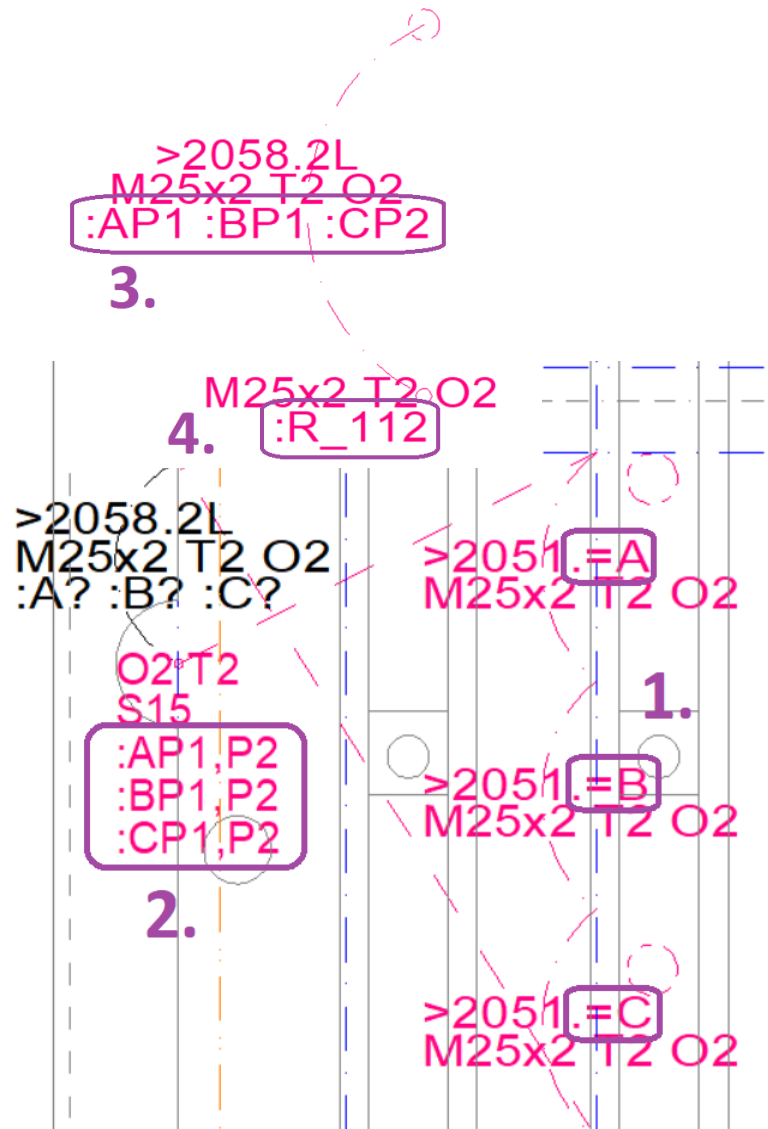 >2058.2L
M25x2 T2 O2
:AP1 :BP1 :CP2
3.
M25x2 T2 O2
:R_112
4.
>2058.2L
M25x2 T2 O2
:A? :B? :C?
>2051.=A
M25x2 T2 O2
O2 T2
S15
:AP1,P2
:BP1,P2
:CP1,P2
2.
1.
>2051.=B
M25x2 T2 O2
>2051.=C
M25x2 T2 O2